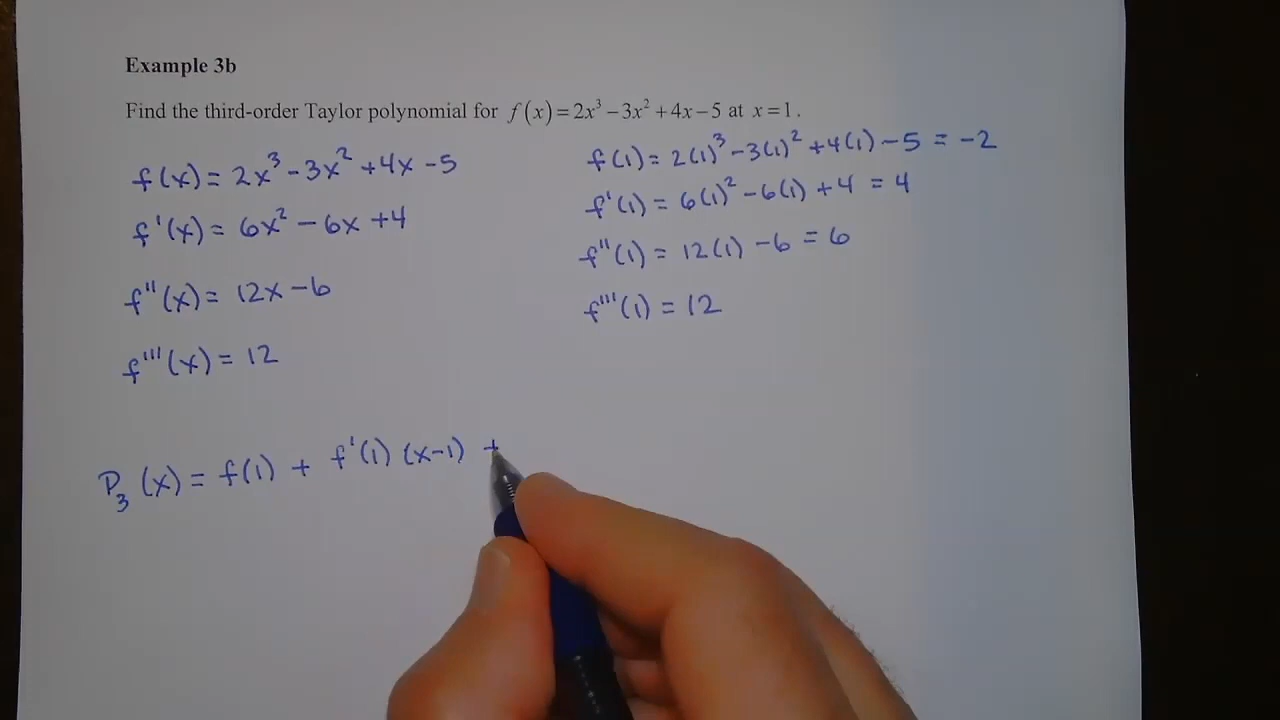 Example 3b
Find the third-order Taylor polynomial for f(x)=2x³−3x²+4x−5 at x=1.
f(x) = 2x³ −3x² +4x −5
f'(x) = 6x² − 6x +4
f''(x) = 12x − 6
f'''(x) = 12
f(1) = 2(1)³ −3(1)² +4(1) −5 = −2
f'(1) = 6(1)² −6(1) +4 = 4
f''(1) = 12(1) −6 = 6
f'''(1) = 12
P₃(x) = f(1) + f'(1)(x−1) +